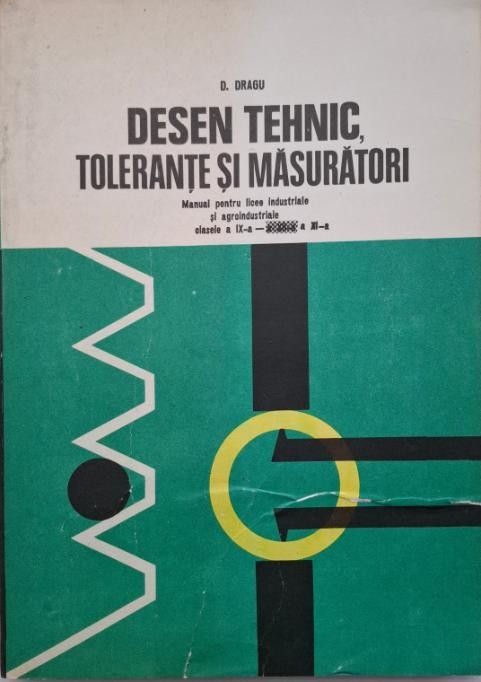 D. DRAGU
DESEN TEHNIC,
TOLERANȚE ȘI MĂSURĂTORI
Manual pentru licee industriale
și agroindustriale
clasele a IX-a — a XI-a